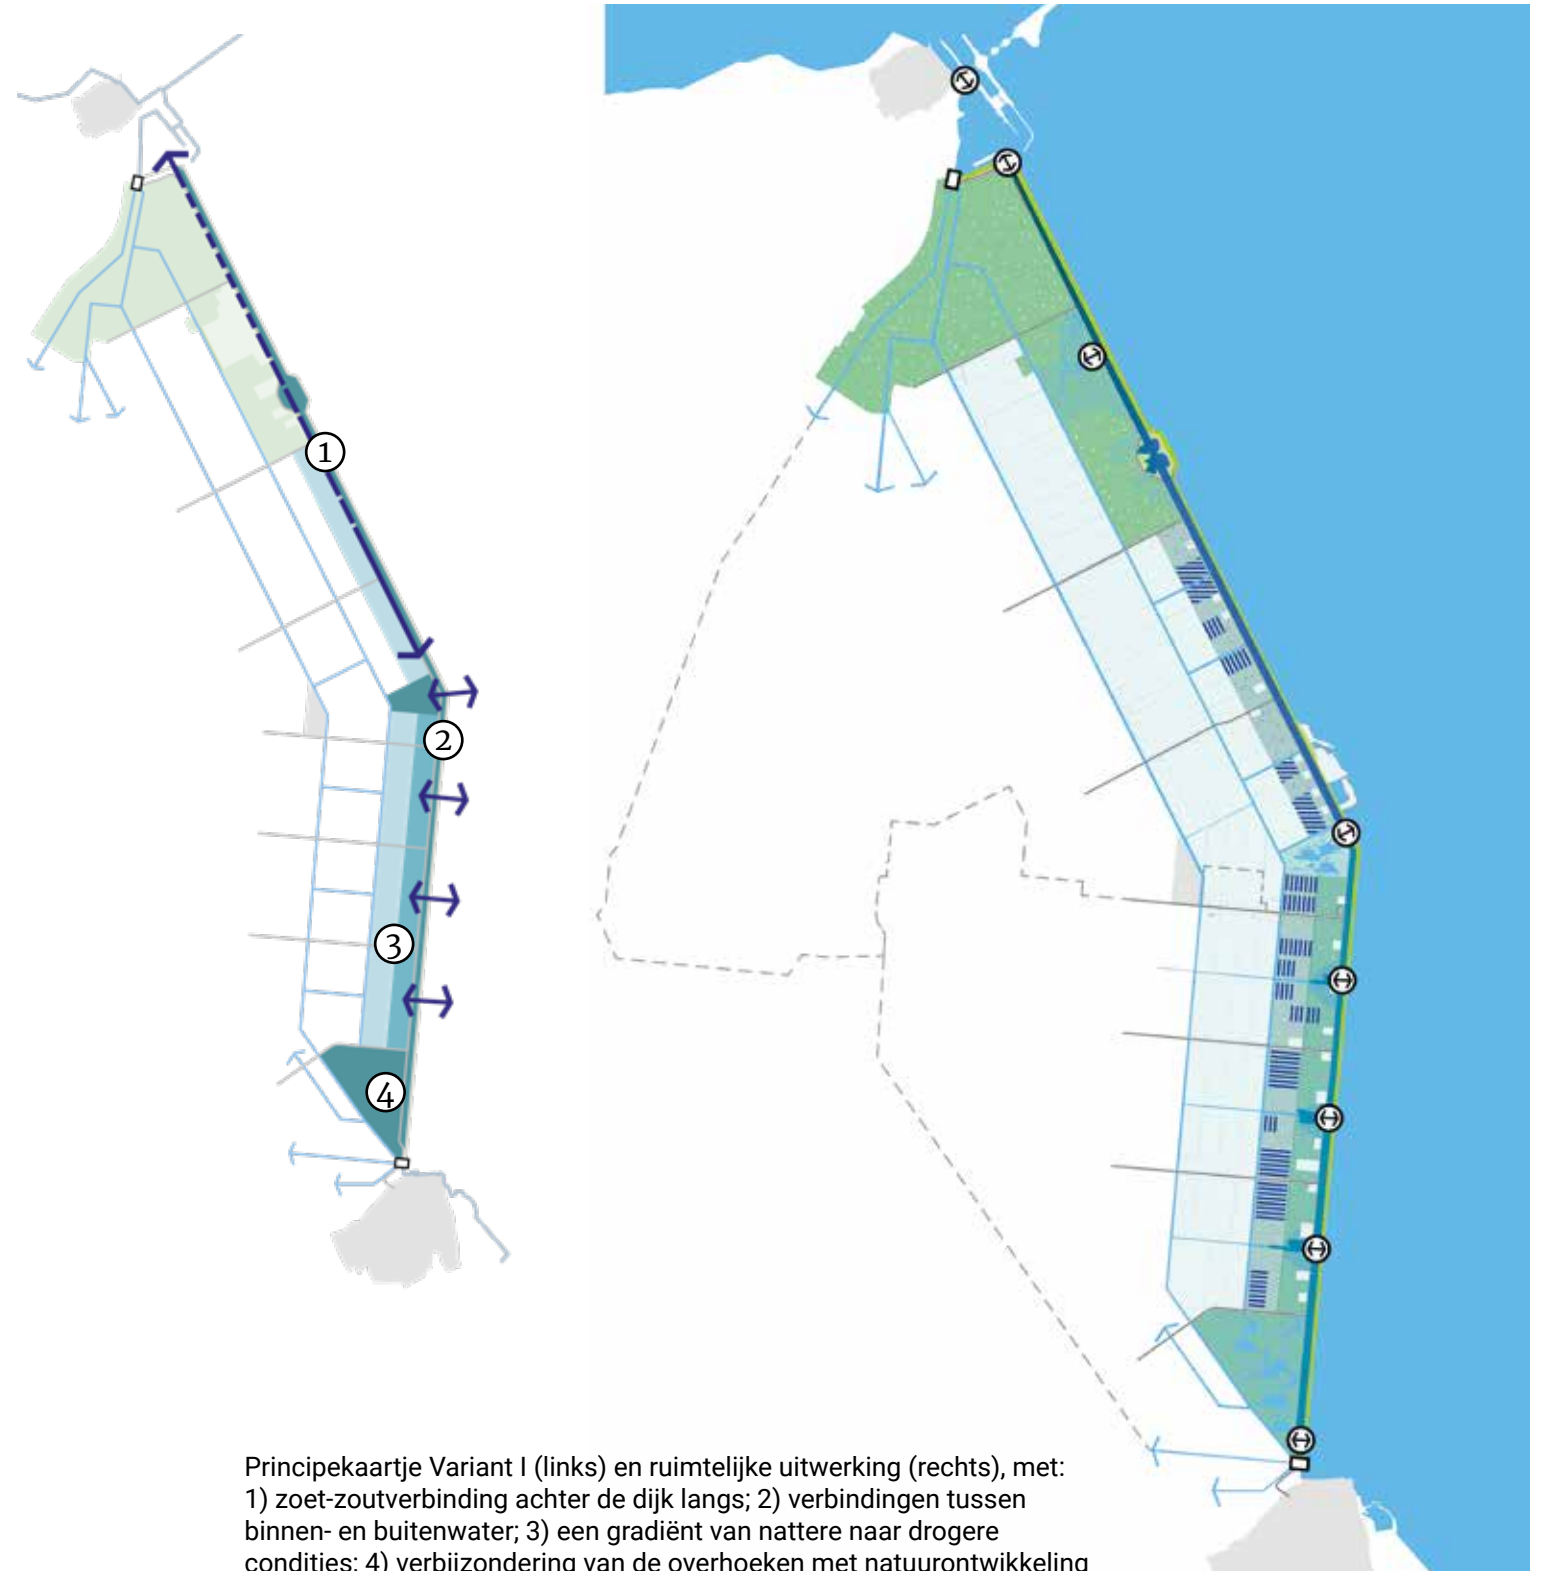 1
2
3
4
Principekaartje Variant I (links) en ruimtelijke uitwerking (rechts), met:
1) zoet-zoutverbinding achter de dijk langs; 2) verbindingen tussen
binnen- en buitenwater; 3) een gradiënt van nattere naar drogere
condities; 4) verbijzondering van de overhoeken met natuurontwikkeling